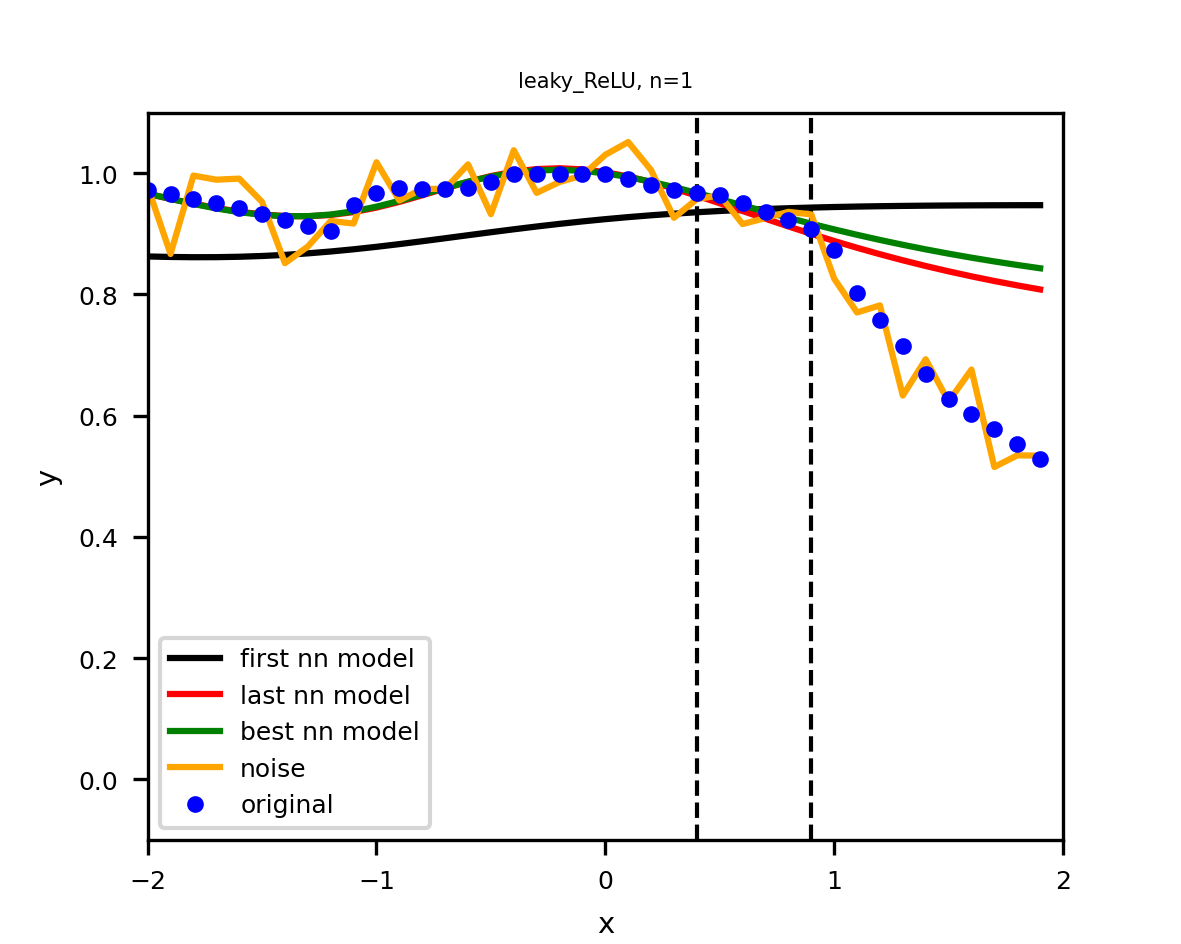 leaky_ReLU, n=1
1.0
0.8
0.6
0.4
0.2
0.0
y
first nn model
last nn model
best nn model
noise
original
−2
−1
0
1
2
x